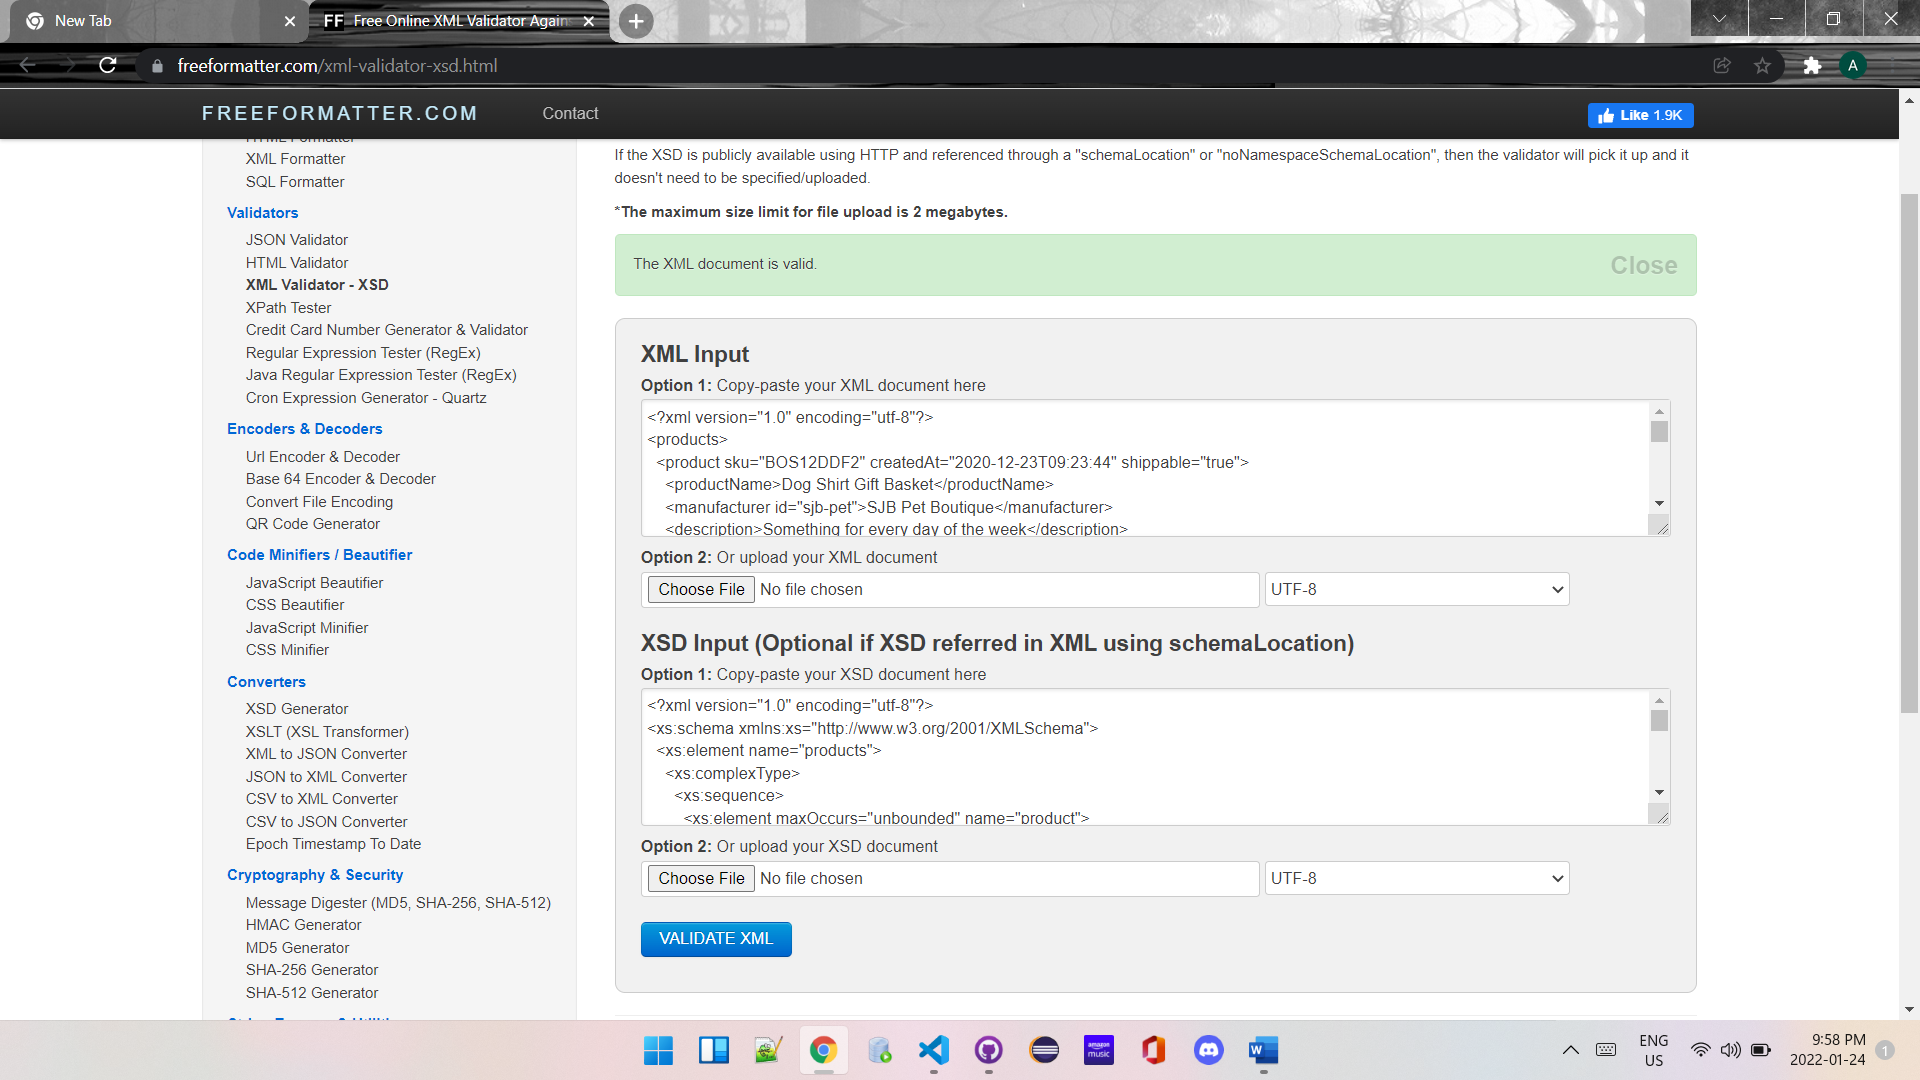 New Tab
FF Free Online XML Validator Again
freeformatter.com/xml-validator-xsd.html
A
FREEFORMATTER.COM
Contact
Like 1.9K
HTML Formatter
XML Formatter
SQL Formatter
Validators
JSON Validator
HTML Validator
XML Validator - XSD
XPath Tester
Credit Card Number Generator & Validator
Regular Expression Tester (RegEx)
Java Regular Expression Tester (RegEx)
Cron Expression Generator - Quartz
Encoders & Decoders
Url Encoder & Decoder
Base 64 Encoder & Decoder
Convert File Encoding
QR Code Generator
Code Minifiers / Beautifier
JavaScript Beautifier
CSS Beautifier
JavaScript Minifier
CSS Minifier
Converters
XSD Generator
XSLT (XSL Transformer)
XML to JSON Converter
JSON to XML Converter
CSV to XML Converter
CSV to JSON Converter
Epoch Timestamp To Date
Cryptography & Security
Message Digester (MD5, SHA-256, SHA-512)
HMAC Generator
MD5 Generator
SHA-256 Generator
SHA-512 Generator
If the XSD is publicly available using HTTP and referenced through a "schemaLocation" or "noNamespaceSchemaLocation", then the validator will pick it up and it
doesn't need to be specified/uploaded.
*The maximum size limit for file upload is 2 megabytes.
The XML document is valid.
Close
XML Input
Option 1: Copy-paste your XML document here
<?xml version="1.0" encoding="utf-8"?>
<products>
<product sku="BOS12DDF2" createdAt="2020-12-23T09:23:44" shippable="true">
<productName>Dog Shirt Gift Basket</productName>
<manufacturer id="sjb-pet">SJB Pet Boutique</manufacturer>
<description>Something for every day of the week</description>
Option 2: Or upload your XML document
Choose File No file chosen
UTF-8
XSD Input (Optional if XSD referred in XML using schemaLocation)
Option 1: Copy-paste your XSD document here
<?xml version="1.0" encoding="utf-8"?>
<xs:schema xmlns:xs="http://www.w3.org/2001/XMLSchema">
<xs:element name="products">
<xs:complexType>
<xs:sequence>
<xs:element maxOccurs="unbounded" name="product">
Option 2: Or upload your XSD document
Choose File No file chosen
UTF-8
VALIDATE XML
amazon
music
W
ENG
US
9:58 PM
2022-01-24
1